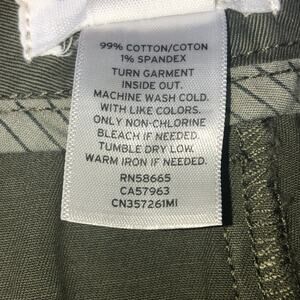 99% COTTON/COTON
1% SPANDEX
TURN GARMENT
INSIDE OUT.
MACHINE WASH COLD.
WITH LIKE COLORS.
ONLY NON-CHLORINE
BLEACH IF NEEDED.
TUMBLE DRY LOW.
WARM IRON IF NEEDED.
RN58665
CA57963
CN357261MI